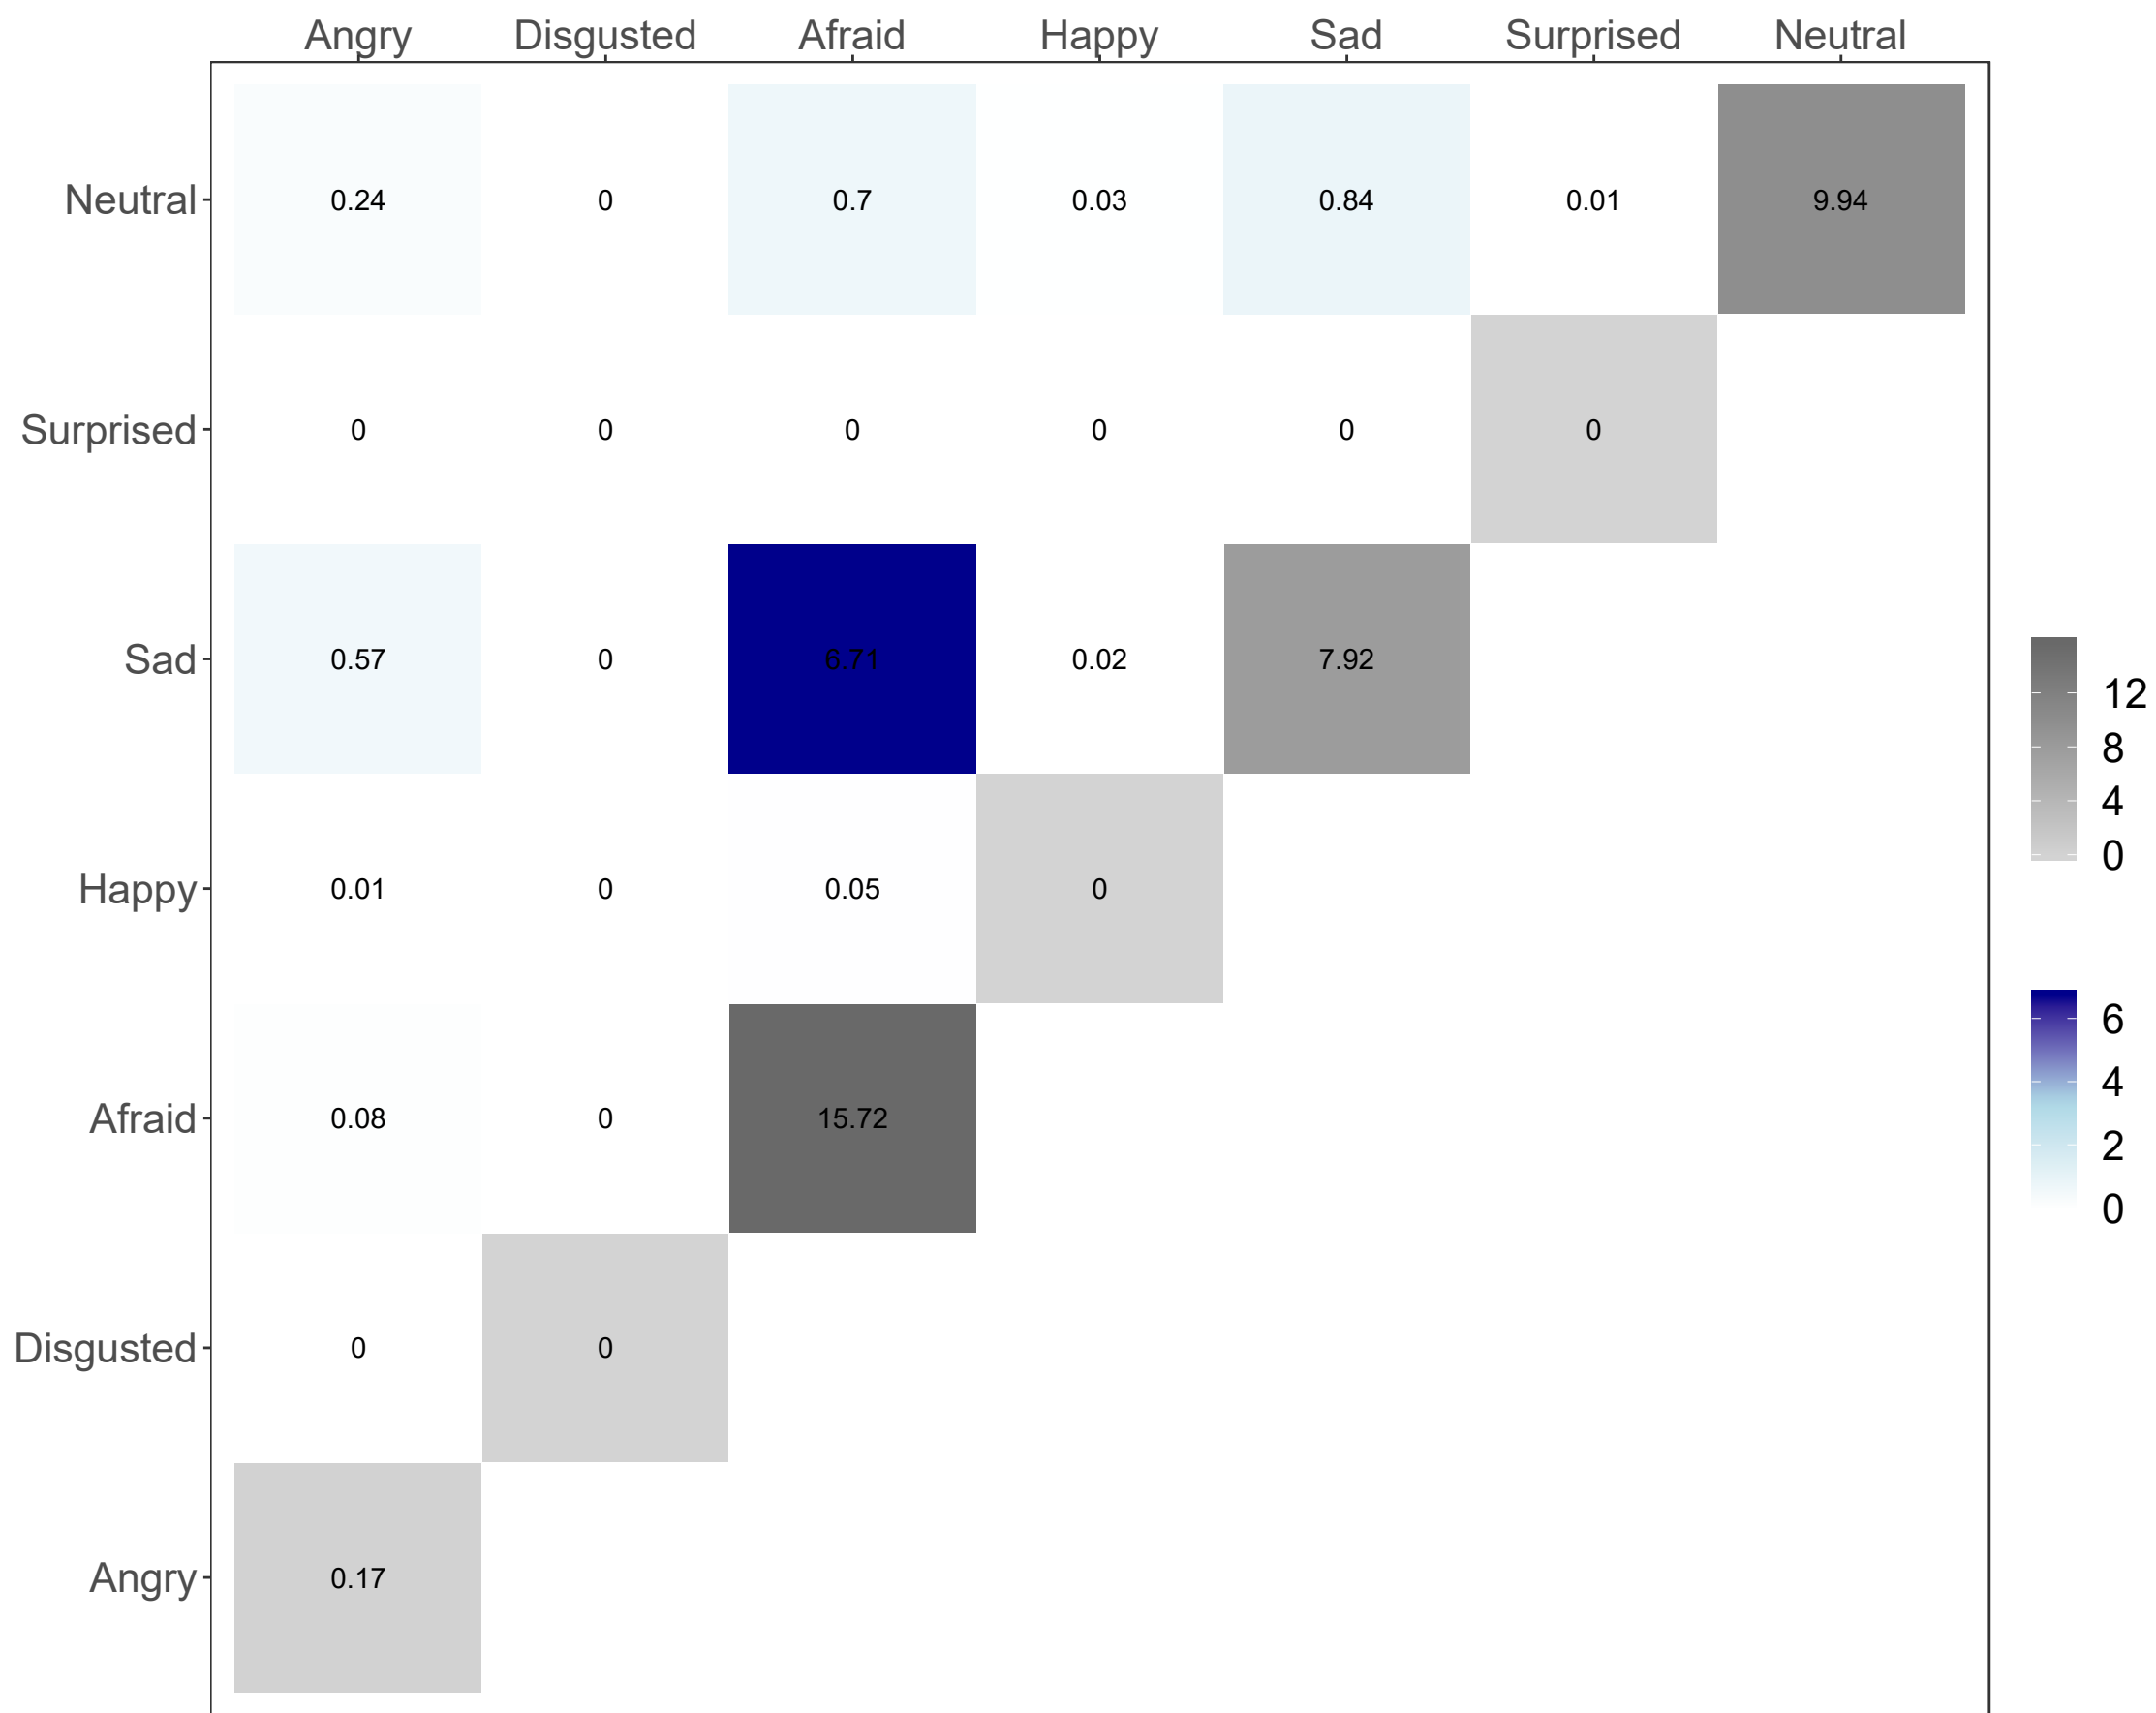 Angry Disgusted Afraid Happy Sad Surprised Neutral
Neutral 0.24 0 0.7 0.03 0.84 0.01 9.94
Surprised 0 0 0 0 0 0
Sad 0.57 0 6.71 0.02 7.92
Happy 0.01 0 0.05 0
Afraid 0.08 0 15.72
Disgusted 0 0
Angry 0.17
12
8
4
0
6
4
2
0